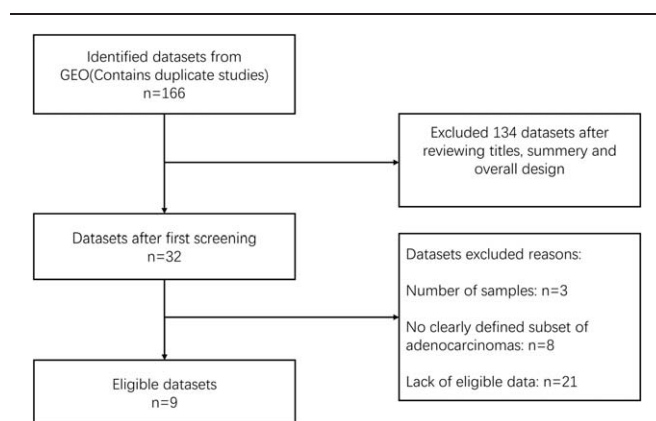 Identified datasets from
GEO(Contains duplicate studies)
n=166
Excluded 134 datasets after
reviewing titles, summery and
overall design
Datasets after first screening
n=32
Datasets excluded reasons:
Number of samples: n=3
No clearly defined subset of
adenocarcinomas: n=8
Lack of eligible data: n=21
Eligible datasets
n=9